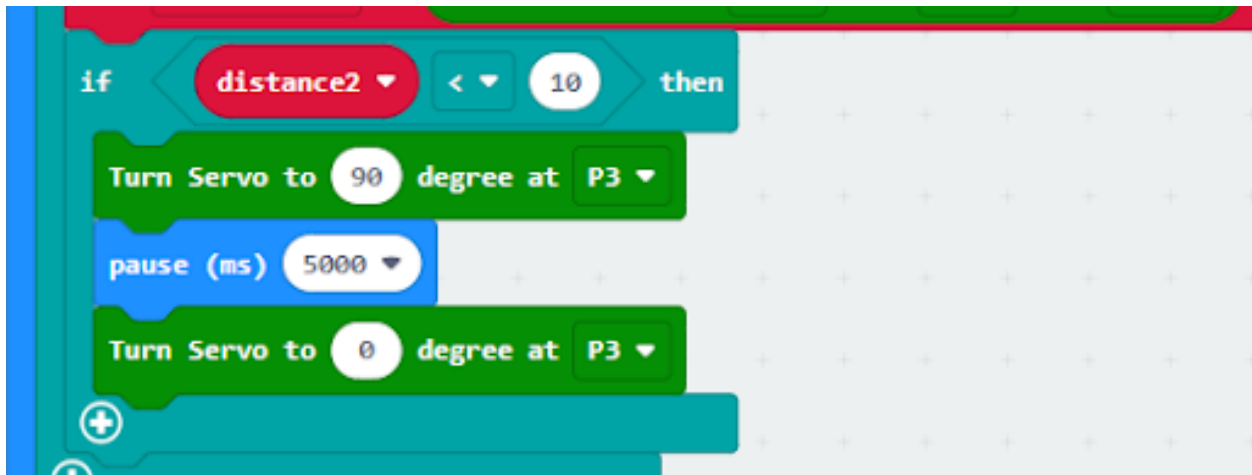 if distance2 < 10 then
Turn Servo to 90 degree at P3
pause (ms) 5000
Turn Servo to 0 degree at P3